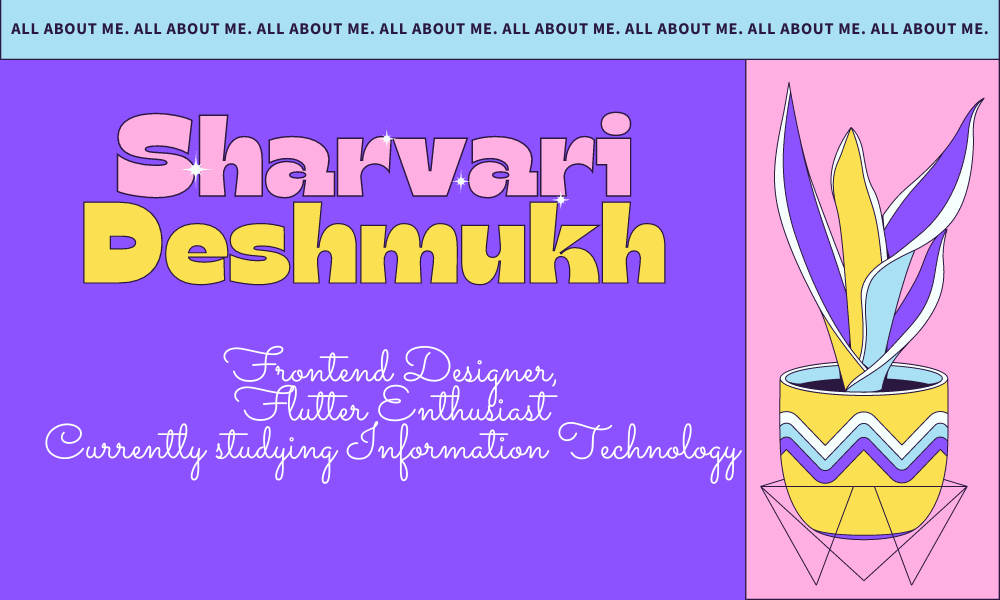 ALL ABOUT ME. ALL ABOUT ME. ALL ABOUT ME. ALL ABOUT ME. ALL ABOUT ME. ALL ABOUT ME. ALL ABOUT ME. ALL ABOUT ME.
Sharvari
Deshmukh
Frontend Designer,
Flutter Enthusiast
Currently studying Information Technology